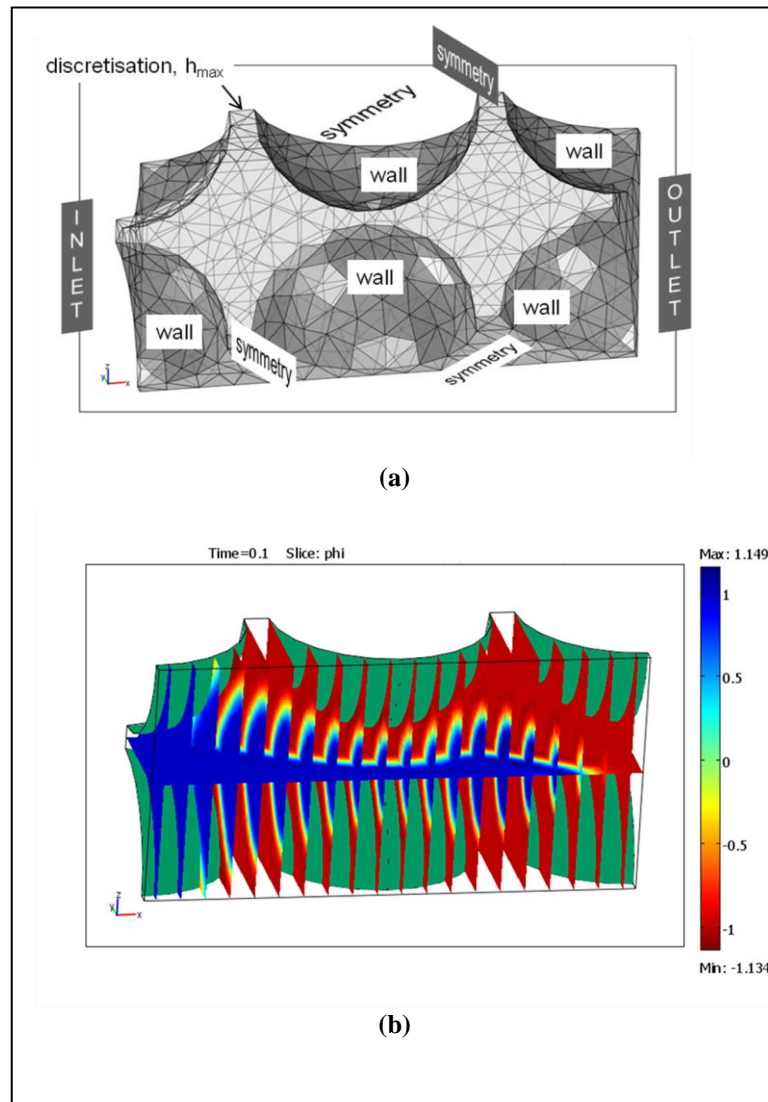 symmetry
discretisation, hmax
symmetry
wall
wall
INLET
OUTLET
wall
wall
wall
symmetry
symmetry
y
x
(a)
Time=0.1 Slice: phi
Max: 1.149
1
0.5
0
-0.5
-1
z
y
x
Min: -1.134
(b)